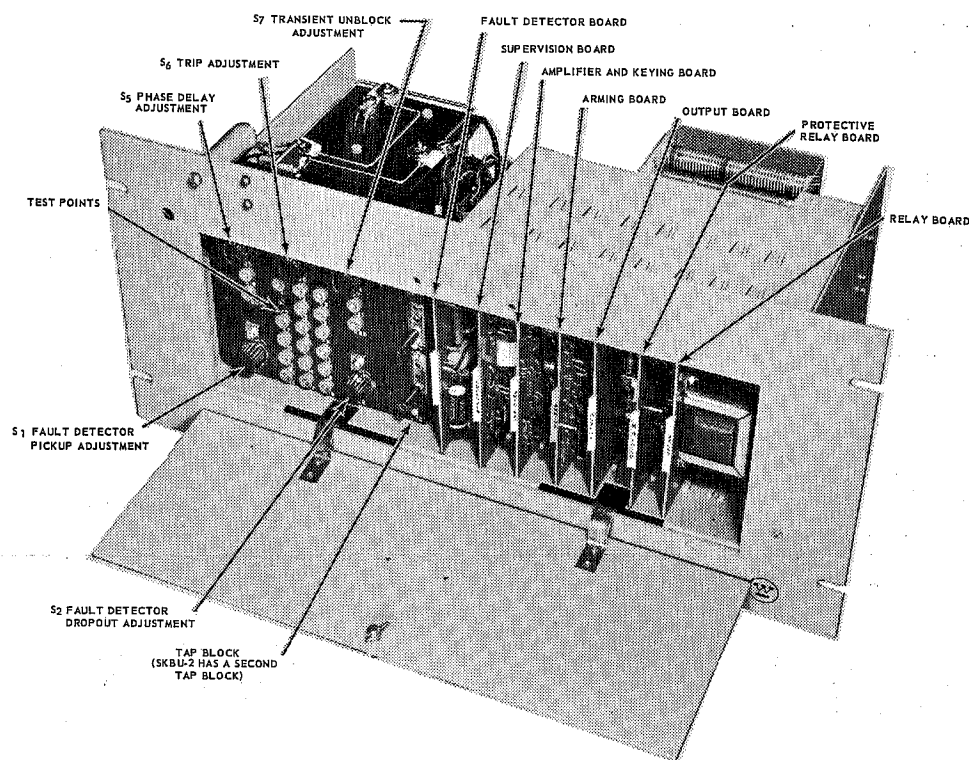 S7 TRANSIENT UNBLOCK
ADJUSTMENT
FAULT DETECTOR BOARD
SUPERVISION BOARD
S6 TRIP ADJUSTMENT
AMPLIFIER AND KEYING BOARD
S5 PHASE DELAY
ADJUSTMENT
ARMING BOARD
OUTPUT BOARD
PROTECTIVE
RELAY BOARD
TEST POINTS
RELAY BOARD
S1 FAULT DETECTOR
PICKUP ADJUSTMENT
S2 FAULT DETECTOR
DROPOUT ADJUSTMENT
TAP BLOCK
(SKBU-2 HAS A SECOND
TAP BLOCK)